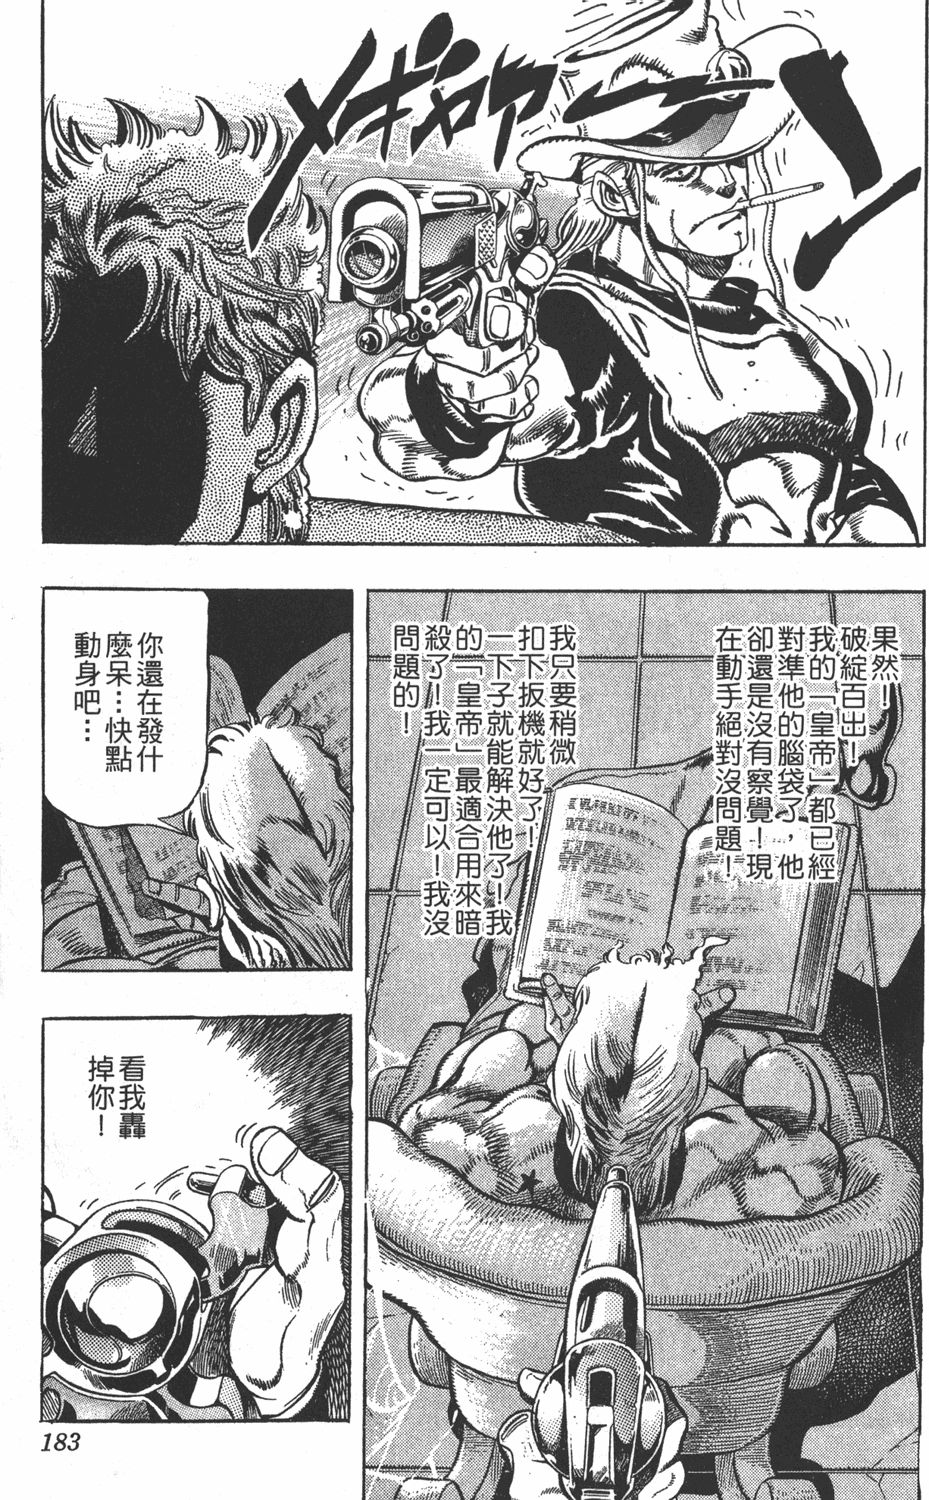 メギャァーン!
果然!
破綻百出!
我的「皇帝」都已經
對準他的腦袋了,他
卻還是沒有察覺!現
在動手絕對沒問題!
我只要稍微
扣下扳機就好了!
一下子就能解決他了!我
的「皇帝」最適合用來暗
殺了!我一定可以!我沒
問題的!
你還在發什
麼呆…快點
動身吧…
看我轟
掉你!
183